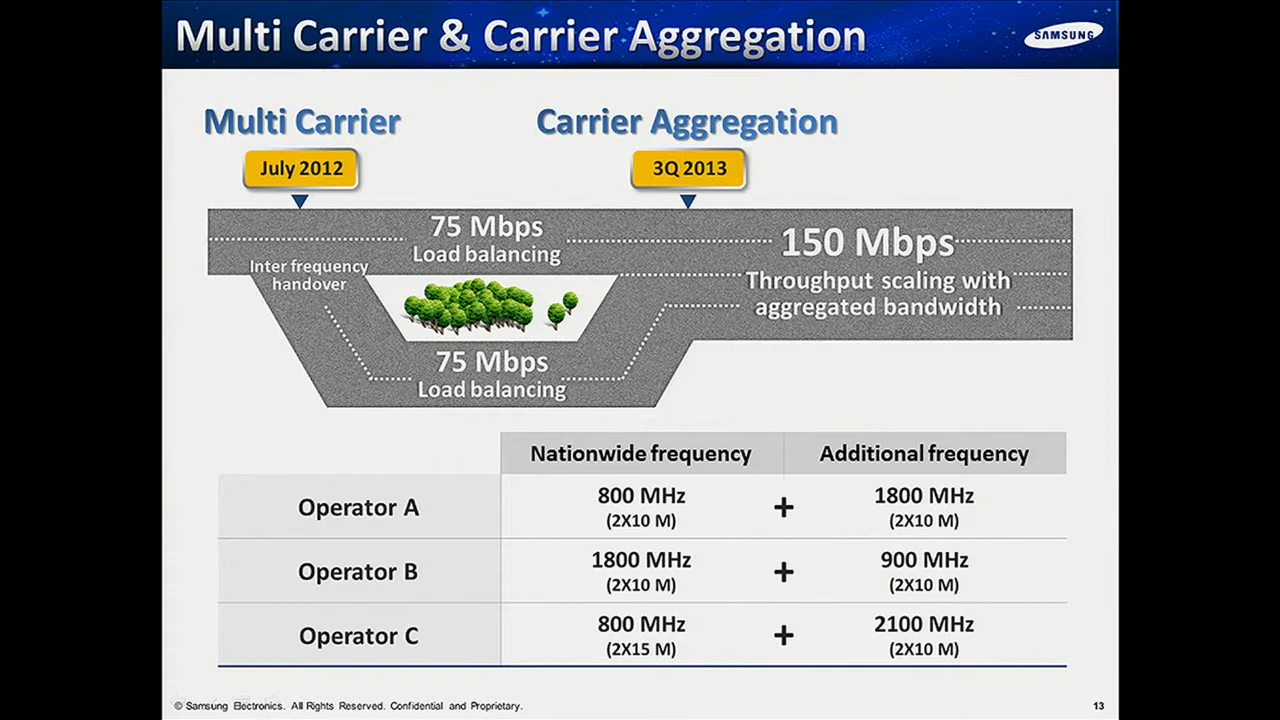 Multi Carrier & Carrier Aggregation
SAMSUNG
Multi Carrier
Carrier Aggregation
July 2012
3Q 2013
75 Mbps
Load balancing
150 Mbps
Throughput scaling with
aggregated bandwidth
Inter frequency
handover
75 Mbps
Load balancing
Nationwide frequency
Additional frequency
Operator A
800 MHz
(2X10 M)
+
1800 MHz
(2X10 M)
Operator B
1800 MHz
(2X10 M)
+
900 MHz
(2X10 M)
Operator C
800 MHz
(2X15 M)
+
2100 MHz
(2X10 M)
© Samsung Electronics. All Rights Reserved. Confidential and Proprietary.
13